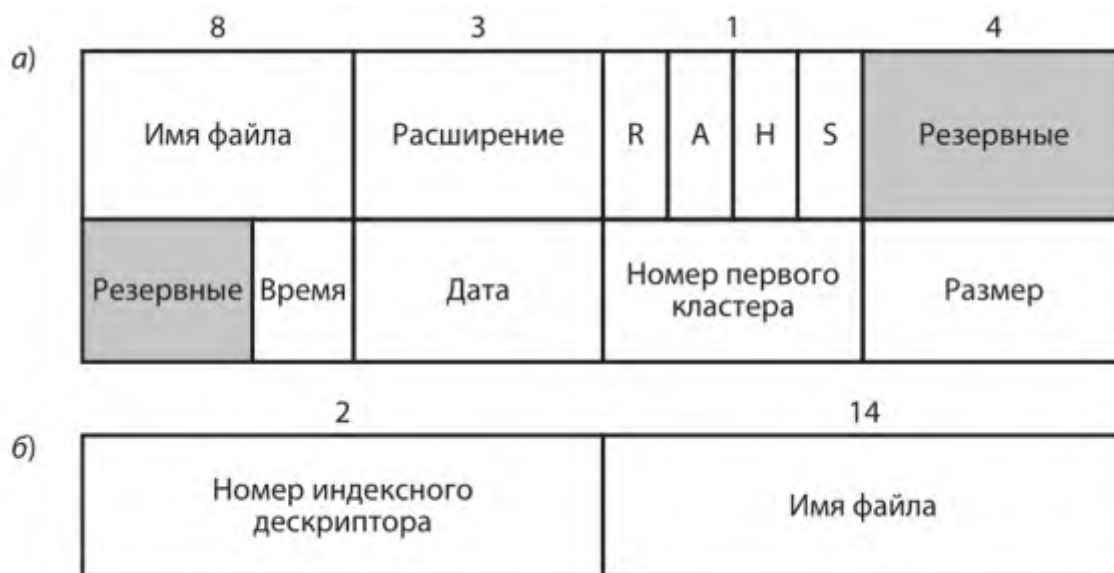 8 3 1 4
а)
Имя файла Расширение R A H S Резервные
Резервные Время Дата Номер первого
кластера Размер
2 14
б)
Номер индексного
дескриптора Имя файла